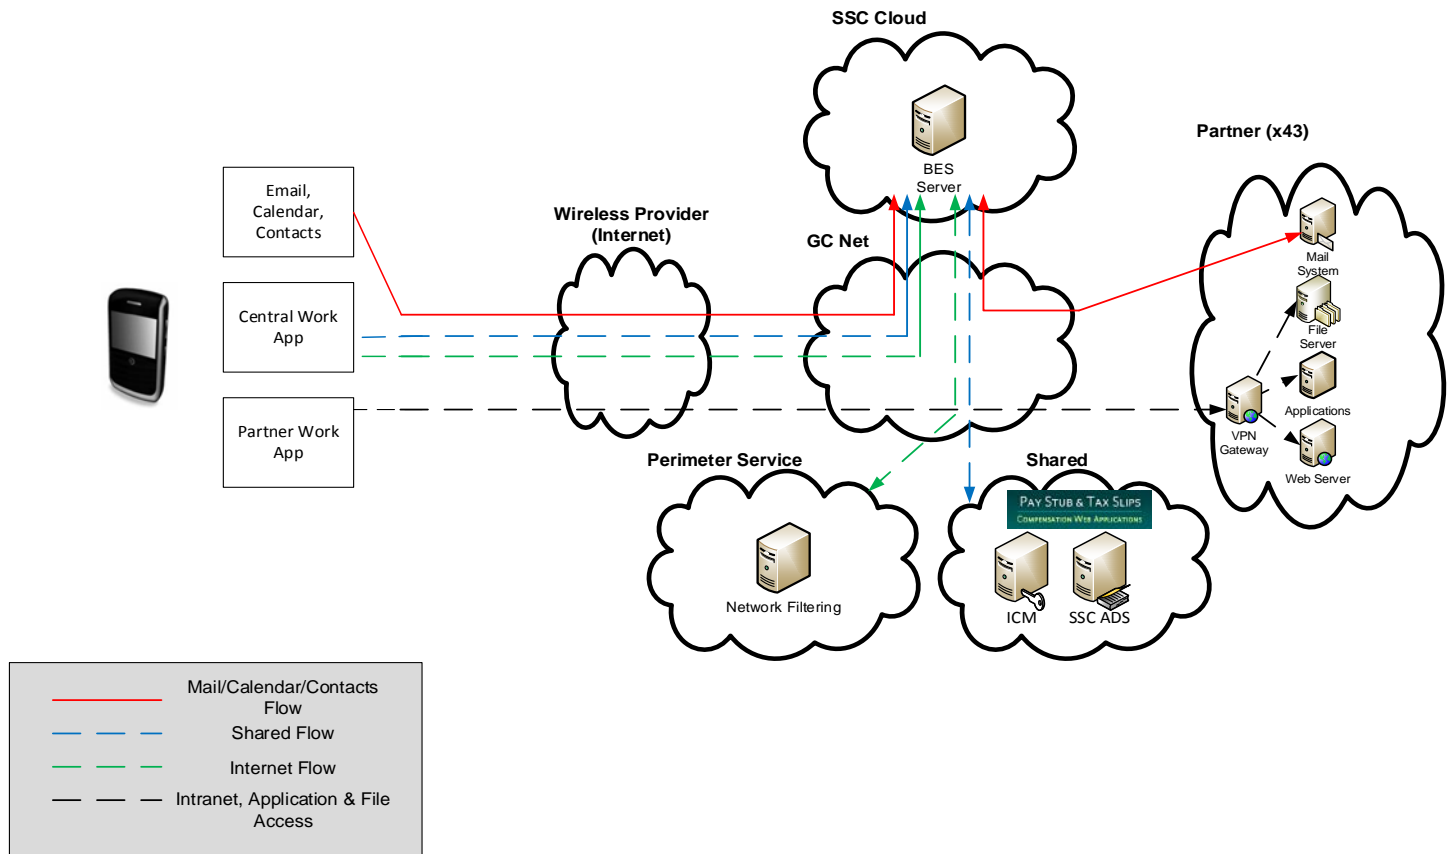 SSC Cloud
BES
Server
Partner (x43)
Email,
Calendar,
Contacts
Wireless Provider
(Internet)
GC Net
Mail
System
Central Work
App
File
Server
Applications
Partner Work
App
VPN
Gateway
Web Server
Perimeter Service
Shared
PAY STUB & TAX SLIPS
COMPENSATION WEB APPLICATIONS
Network Filtering
ICM
SSC ADS
Mail/Calendar/Contacts
Flow
Shared Flow
Internet Flow
Intranet, Application & File
Access